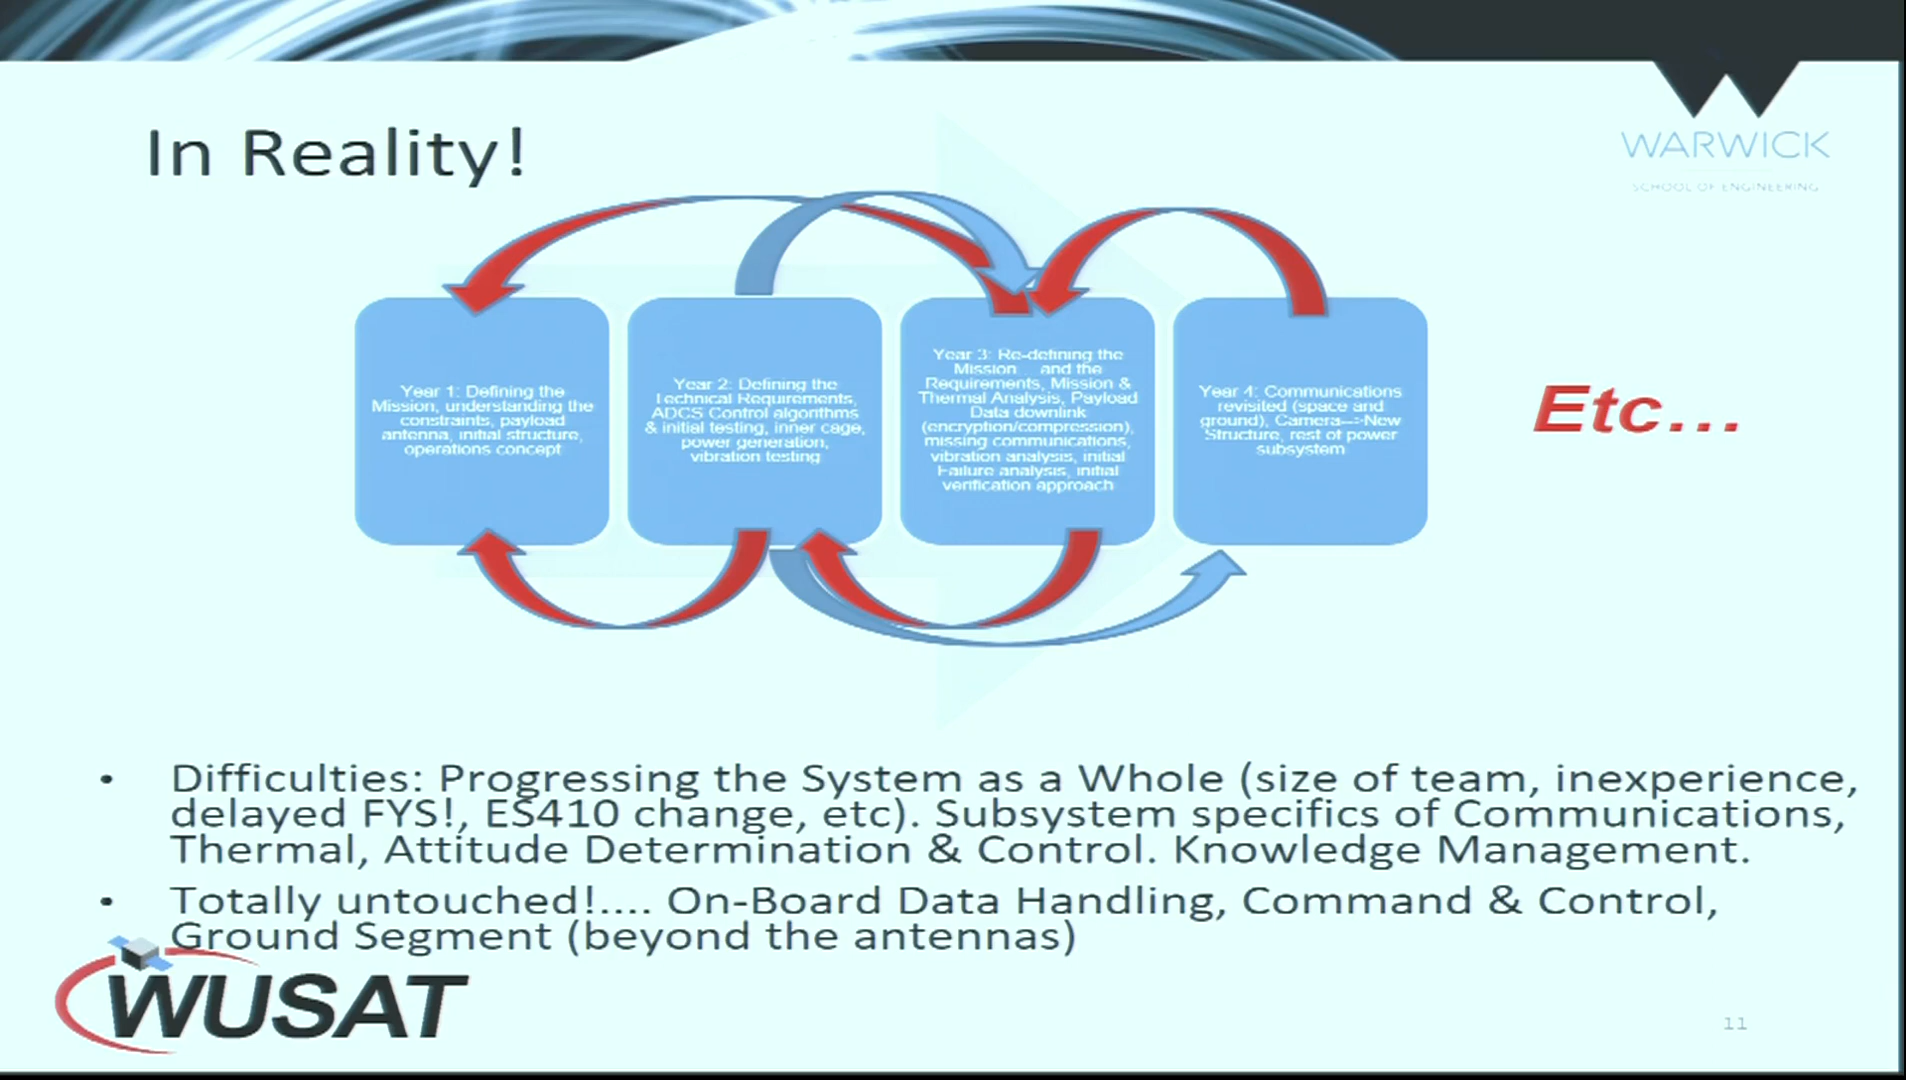 In Reality!
WARWICK
SCHOOL OF ENGINEERING
Year 1: Defining the
Mission, understanding the
constraints, payload
antenna, initial structure,
operations concept
Year 2: Defining the
Technical Requirements,
ADCS Control algorithms
& initial testing, inner cage,
power generation,
vibration testing
Year 3: Re-defining the
Mission... and the
Requirements, Mission &
Thermal Analysis, Payload
Data downlink
(encryption/compression),
missing communications,
vibration analysis, initial
Failure analysis, initial
verification approach
Year 4: Communications
revisited (space and
ground), Camera-->New
Structure, rest of power
subsystem
Etc...
• Difficulties: Progressing the System as a Whole (size of team, inexperience,
delayed FYS!, ES410 change, etc). Subsystem specifics of Communications,
Thermal, Attitude Determination & Control. Knowledge Management.
• Totally untouched!.... On-Board Data Handling, Command & Control,
Ground Segment (beyond the antennas)
WUSAT
11